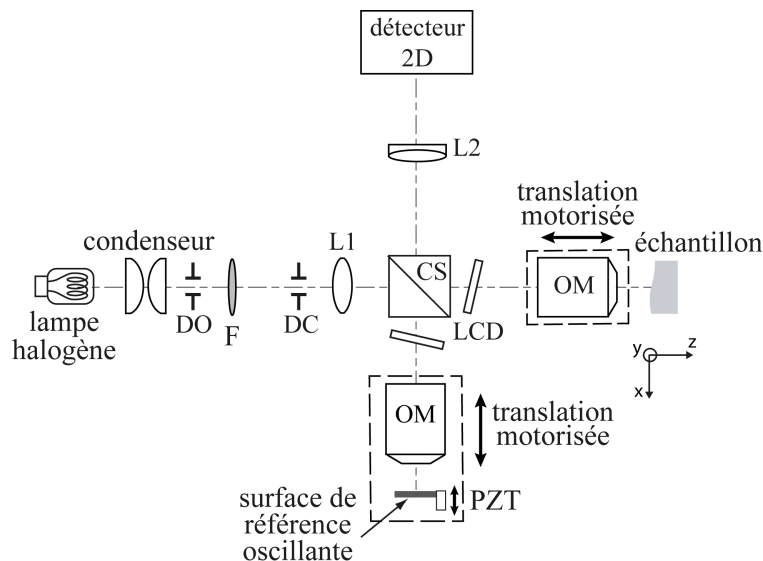 détecteur
2D
L2
translation
motorisée
condenseur
L1
échantillon
CS
OM
lampe
halogène
DO
F
DC
LCD
y
z
x
OM
translation
motorisée
surface de
référence
oscillante
PZT